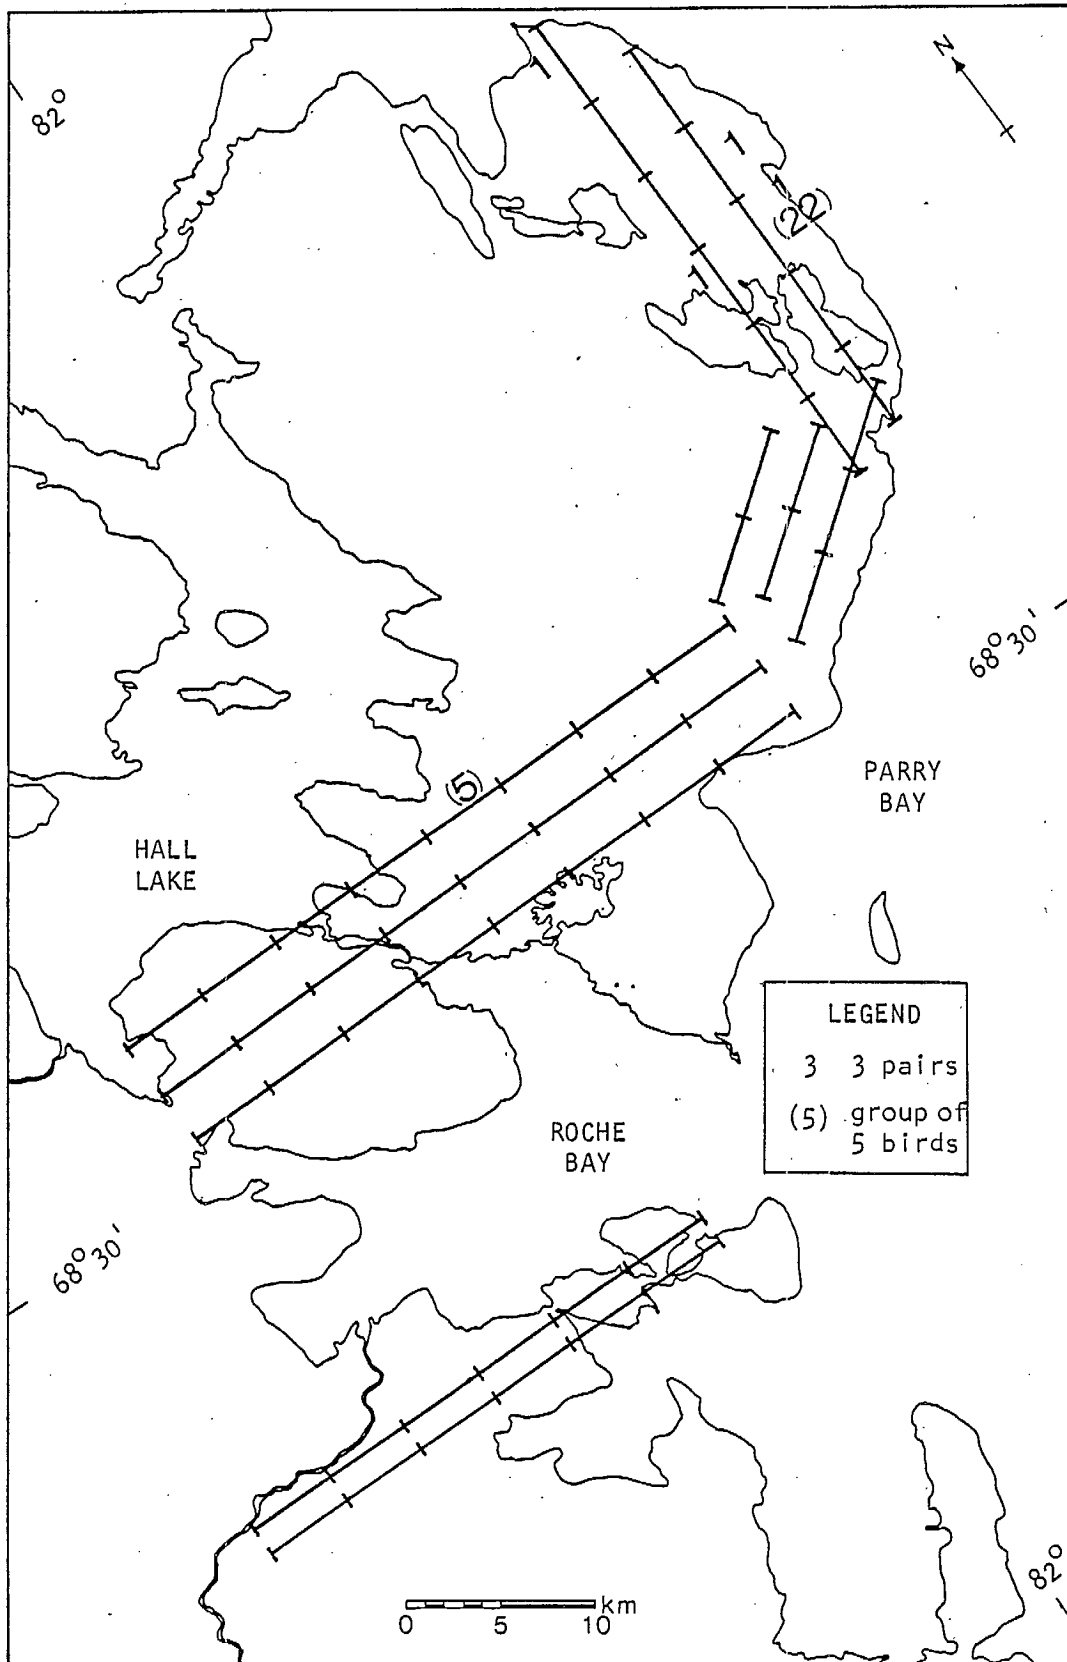 N
82°
1
1
1
(22)
1
68° 30'
(5)
PARRY
BAY
HALL
LAKE
LEGEND
3 3 pairs
(5) group of
5 birds
ROCHE
BAY
68° 30'
82°
km
0 5 10